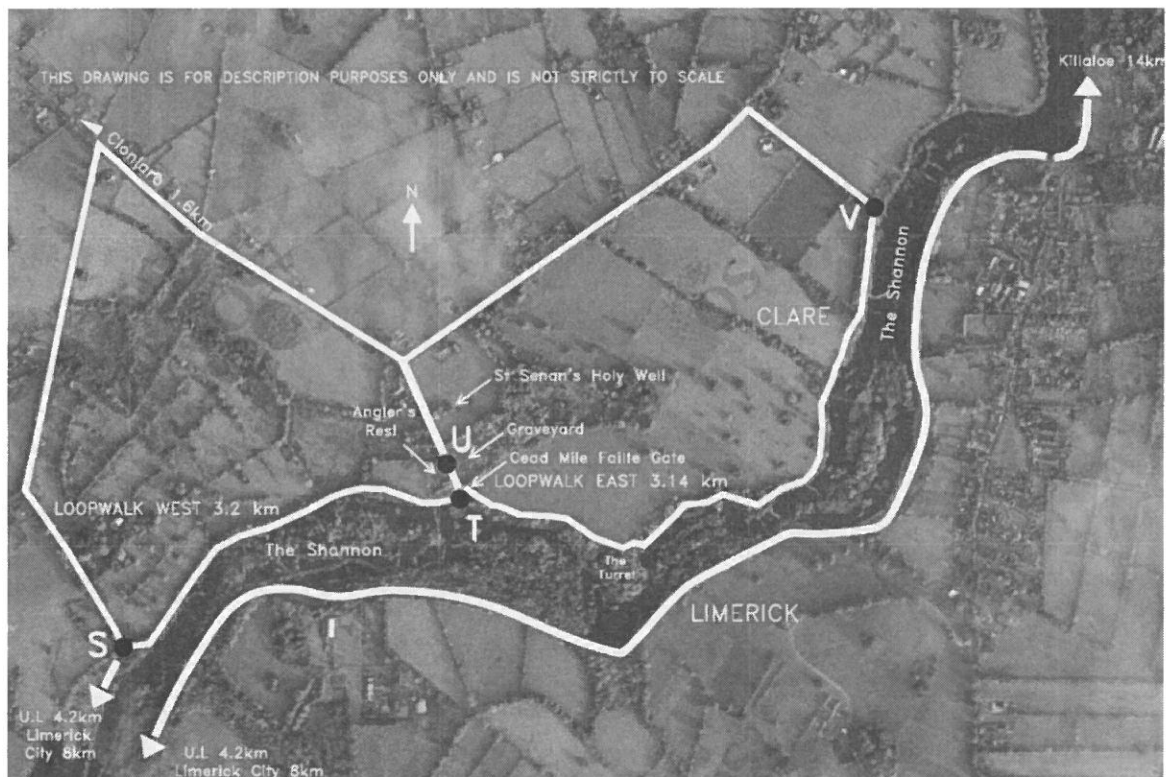 THIS DRAWING IS FOR DESCRIPTION PURPOSES ONLY AND IS NOT STRICTLY TO SCALE
Killaloe 14km
Clonlara 1.6km
N
V
The Shannon
CLARE
St Senan's Holy Well
Angler's
Rest
U
Graveyard
Cead Mile Failte Gate
LOOPWALK EAST 3.14 km
LOOPWALK WEST 3.2 km
T
The Shannon
The
Turret
LIMERICK
S
U.L 4.2km
Limerick
City 8km
U.L 4.2km
Limerick City 8km